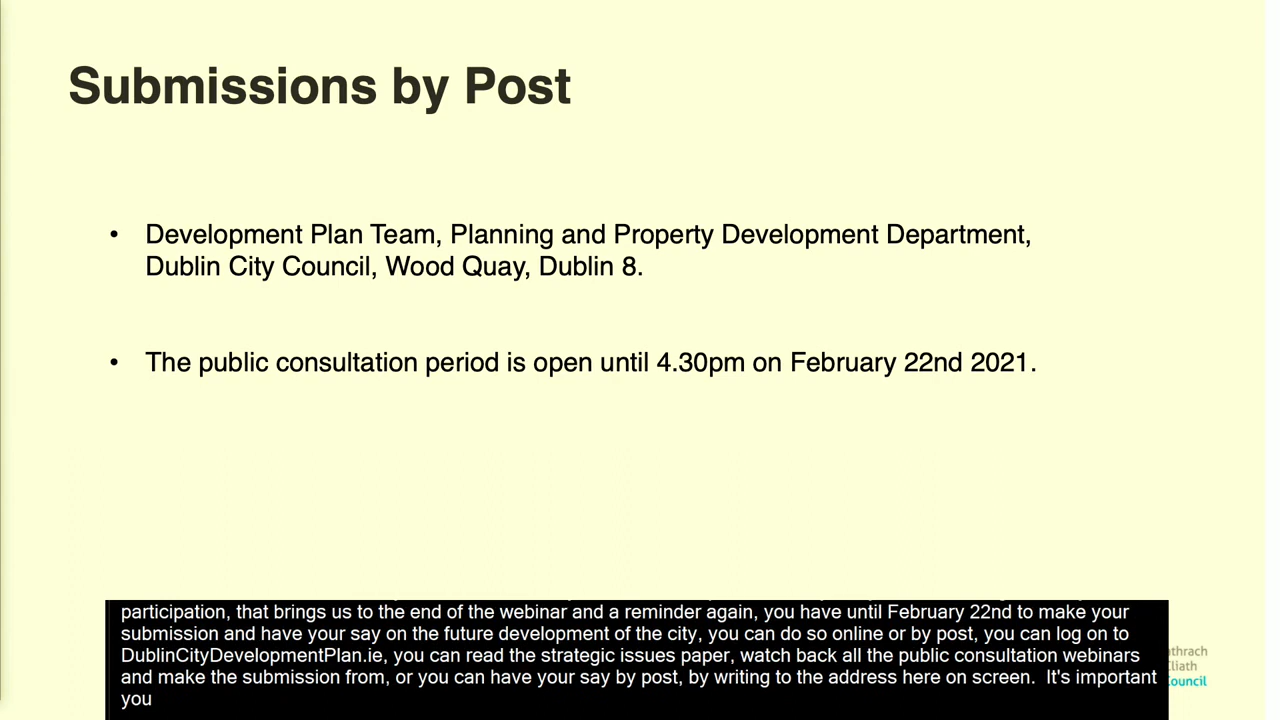 Submissions by Post
• Development Plan Team, Planning and Property Development Department,
Dublin City Council, Wood Quay, Dublin 8.
• The public consultation period is open until 4.30pm on February 22nd 2021.
participation, that brings us to the end of the webinar and a reminder again, you have until February 22nd to make your
submission and have your say on the future development of the city, you can do so online or by post, you can log on to
DublinCityDevelopmentPlan.ie, you can read the strategic issues paper, watch back all the public consultation webinars
and make the submission from, or you can have your say by post, by writing to the address here on screen.  It's important
you
athrach
Cliath
Council